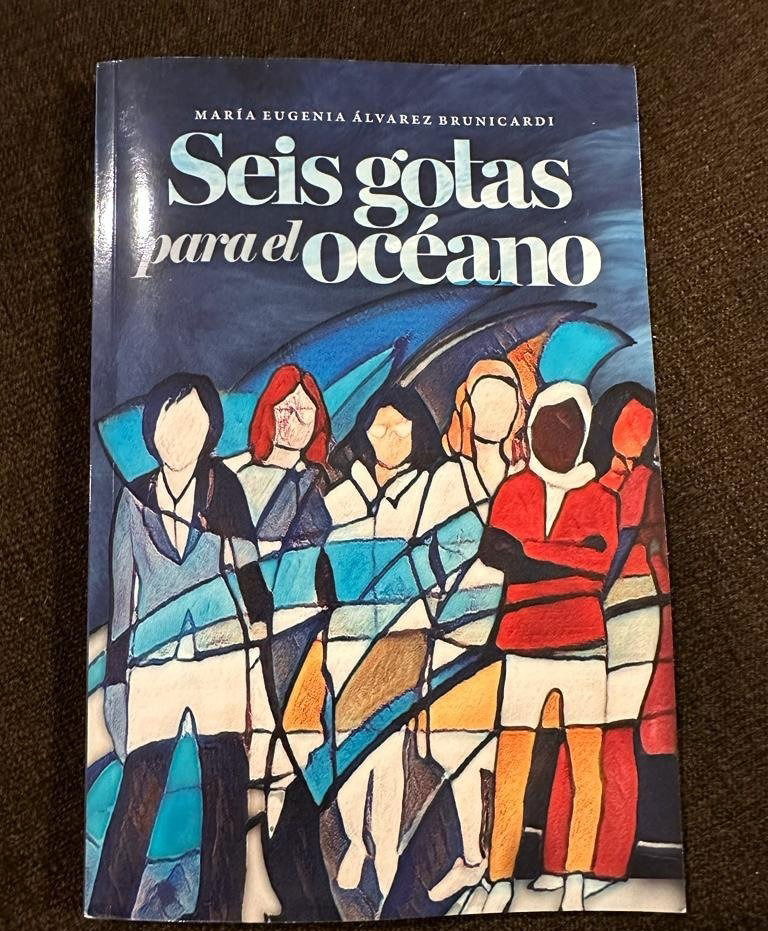 MARÍA EUGENIA ÁLVAREZ BRUNICARDI
Seis gotas
para el océano